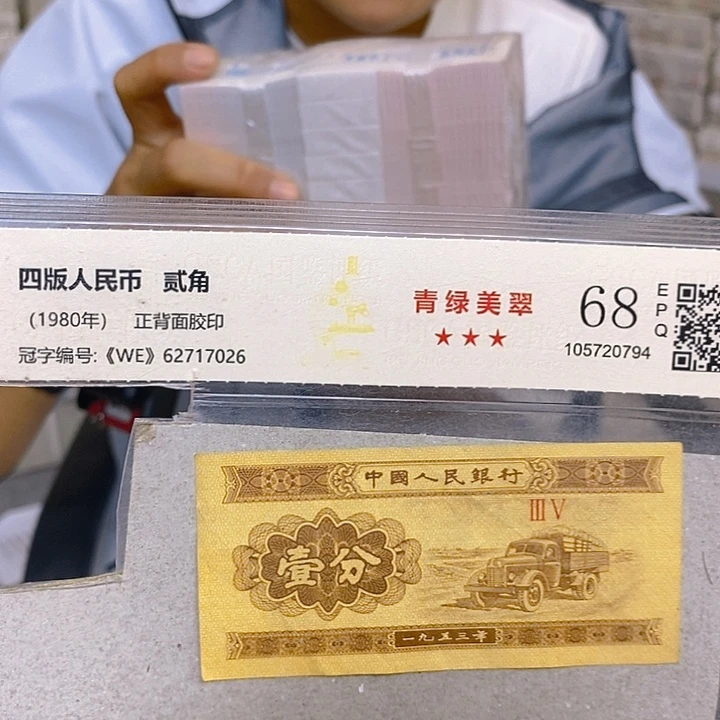 四版人民币 贰角
（1980年） 正背面胶印
冠字编号:《WE》62717026
青绿美翠
★★★
68
EPQ
105720794
中國人民銀行
ⅢⅤ
壹分
一九五三年